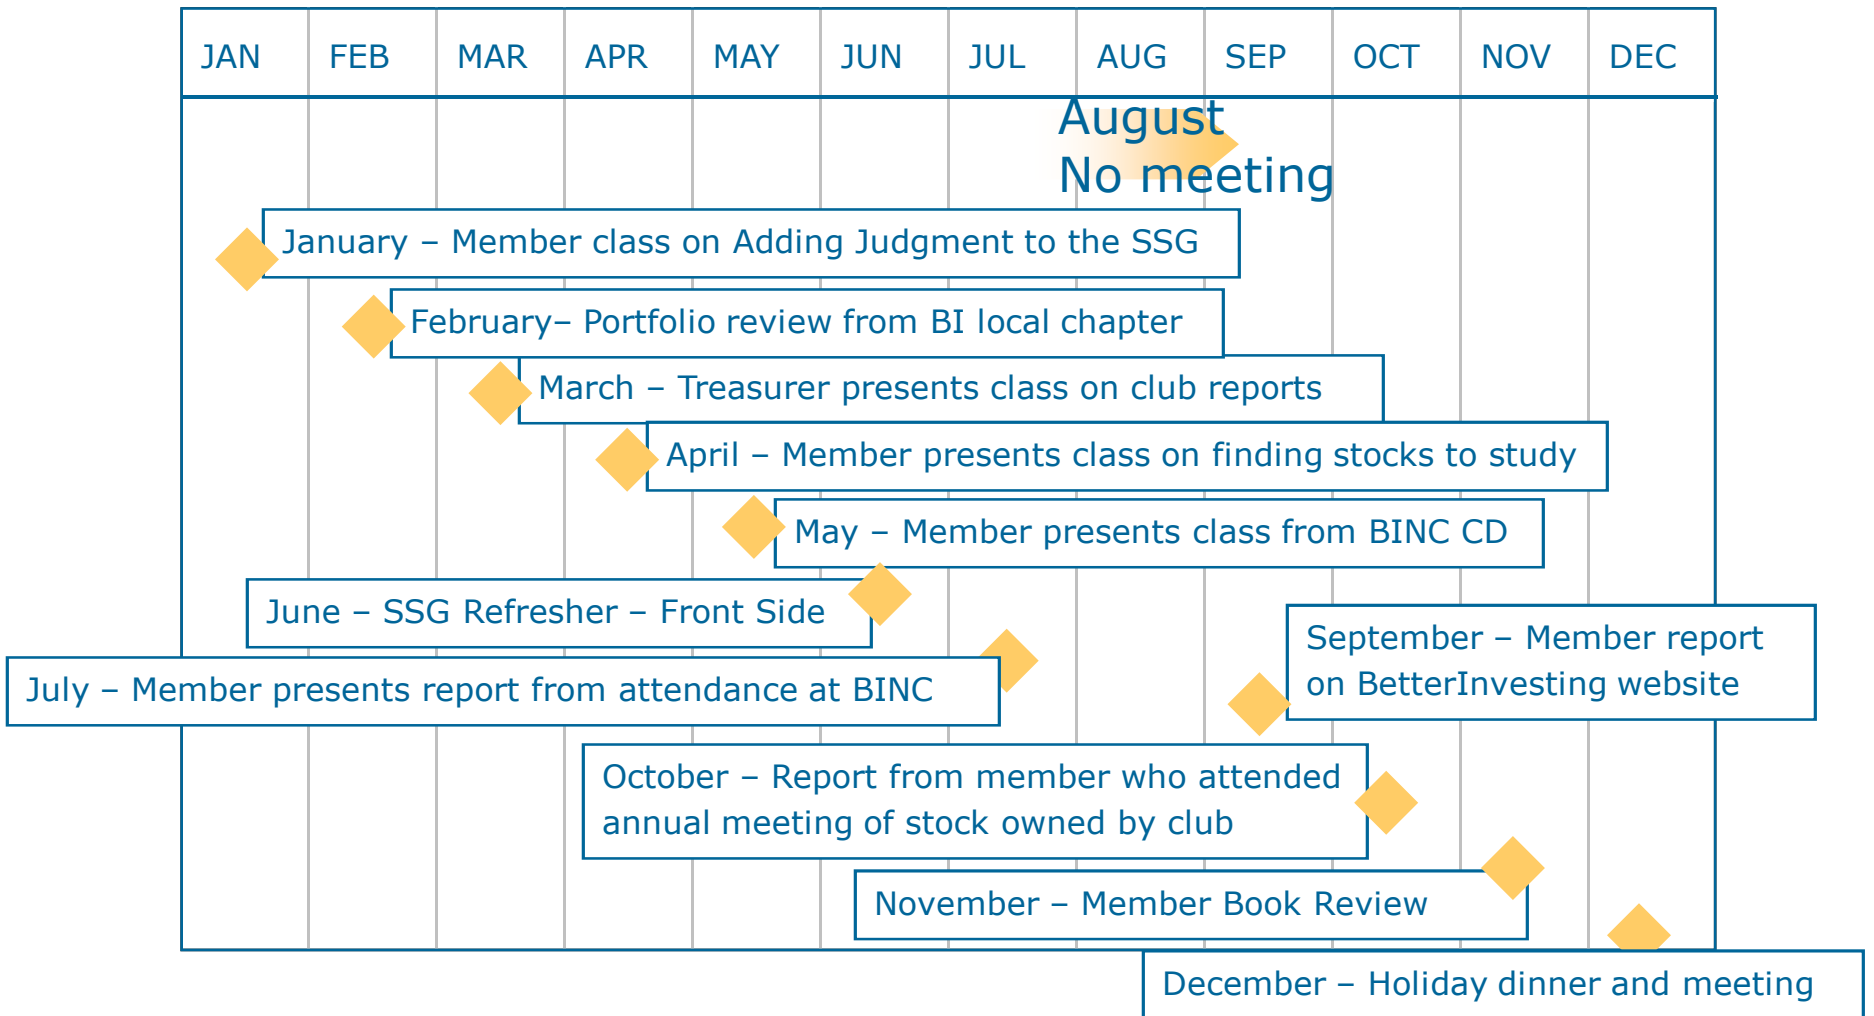 JAN FEB MAR APR MAY JUN JUL AUG SEP OCT NOV DEC
August
No meeting
January – Member class on Adding Judgment to the SSG
February– Portfolio review from BI local chapter
March – Treasurer presents class on club reports
April – Member presents class on finding stocks to study
May – Member presents class from BINC CD
June – SSG Refresher – Front Side
July – Member presents report from attendance at BINC
September – Member report
on BetterInvesting website
October – Report from member who attended
annual meeting of stock owned by club
November – Member Book Review
December – Holiday dinner and meeting